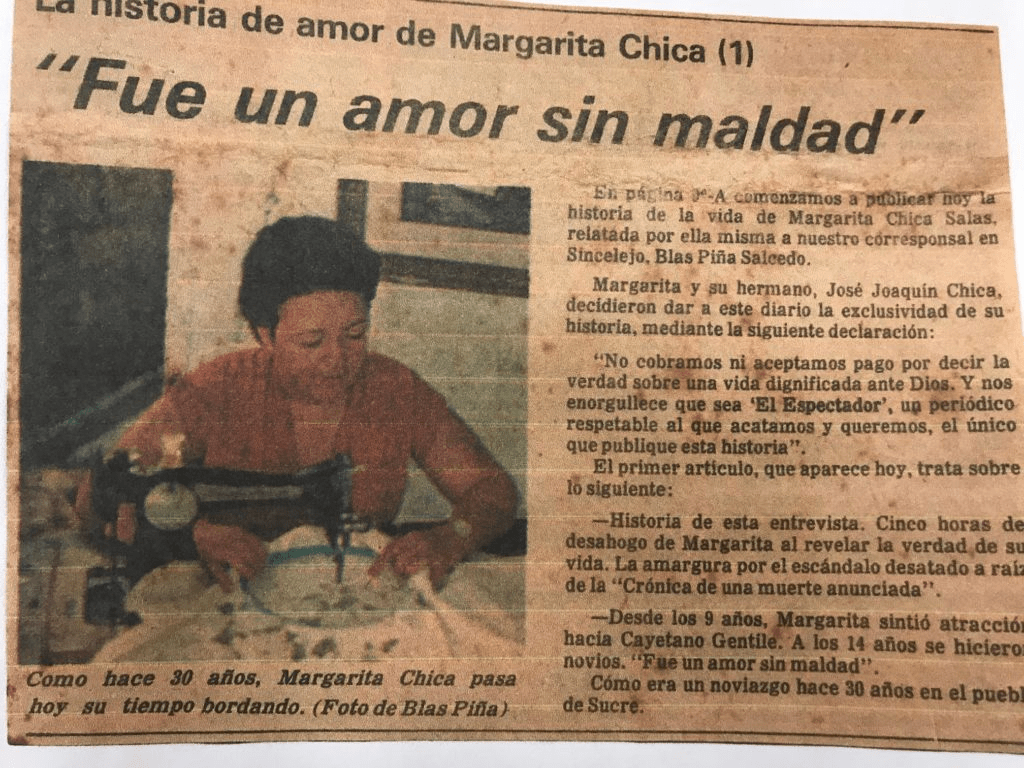 La historia de amor de Margarita Chica (1)
"Fue un amor sin maldad"
En página 3ª-A comenzamos a publicar hoy la
historia de la vida de Margarita Chica Salas,
relatada por ella misma a nuestro corresponsal en
Sincelejo, Blas Piña Salcedo.
Margarita y su hermano, José Joaquín Chica,
decidieron dar a este diario la exclusividad de su
historia, mediante la siguiente declaración:
"No cobramos ni aceptamos pago por decir la
verdad sobre una vida dignificada ante Dios. Y nos
enorgullece que sea 'El Espectador', un periódico
respetable al que acatamos y queremos, el único
que publique esta historia".
El primer artículo, que aparece hoy, trata sobre
lo siguiente:
—Historia de esta entrevista. Cinco horas de
desahogo de Margarita al revelar la verdad de su
vida. La amargura por el escándalo desatado a raíz
de la "Crónica de una muerte anunciada".
—Desde los 9 años, Margarita sintió atracción
hacia Cayetano Gentile. A los 14 años se hiciero
novios. "Fue un amor sin maldad".
Cómo era un noviazgo hace 30 años en el puebl
de Sucre.
Como hace 30 años, Margarita Chica pasa
hoy su tiempo bordando. (Foto de Blas Piña)